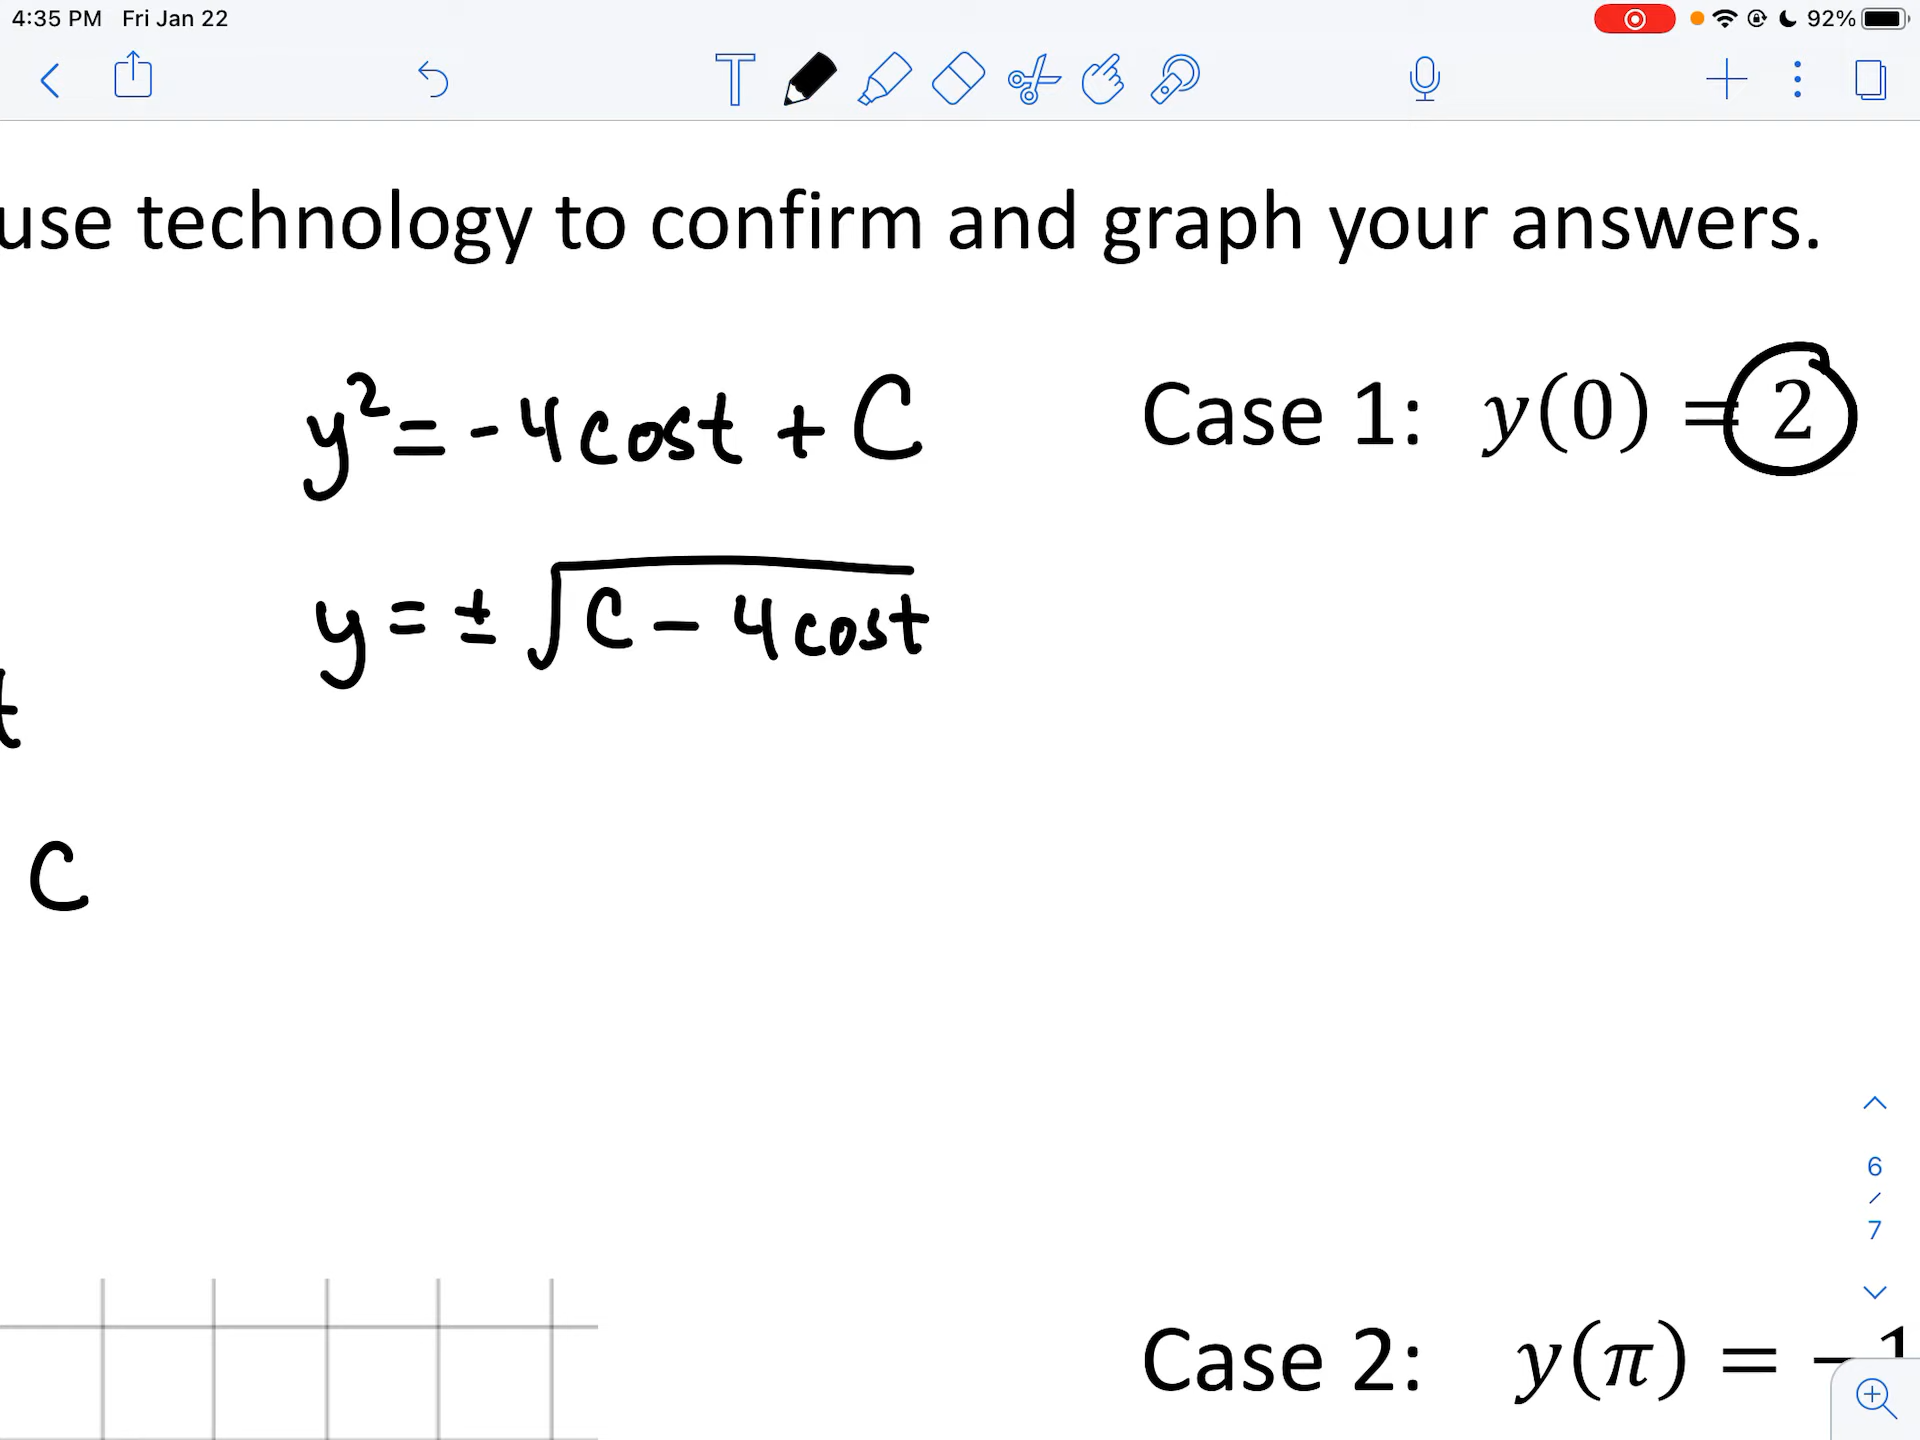 4:35 PM Fri Jan 22
92%
T
use technology to confirm and graph your answers.
y² = -4cost + C
Case 1: y(0) = 2
y = ± √C - 4cost
t
C
6
/
7
Case 2: y(π) = -1